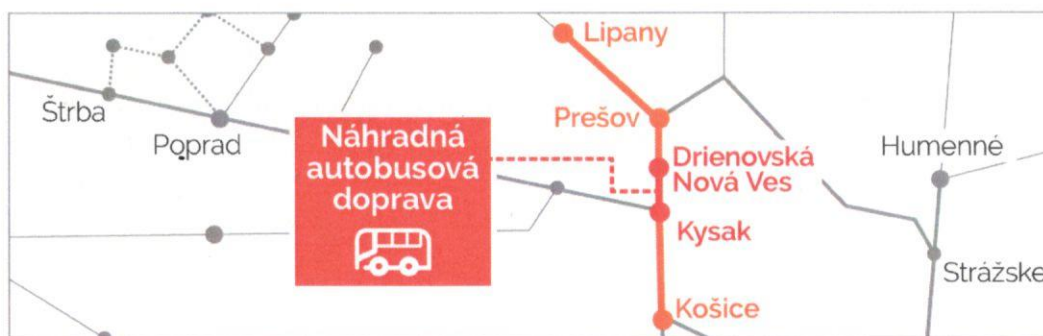 Lipany
Štrba
Poprad
Prešov
Náhradná
autobusová
doprava
Drienovská
Nová Ves
Humenné
Kysak
Strážske
Košice